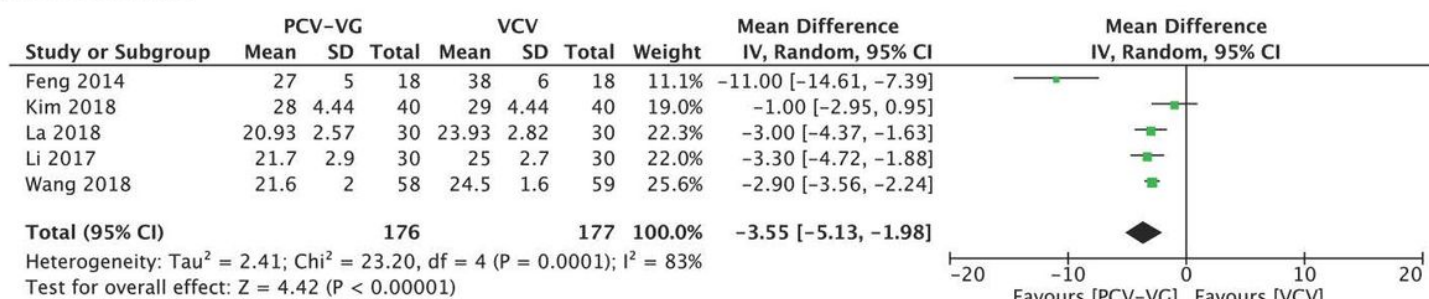 PCV-VG VCV Mean Difference Mean Difference
Study or Subgroup Mean SD Total Mean SD Total Weight IV, Random, 95% CI IV, Random, 95% CI
Feng 2014 27 5 18 38 6 18 11.1% -11.00 [-14.61, -7.39]
Kim 2018 28 4.44 40 29 4.44 40 19.0% -1.00 [-2.95, 0.95]
La 2018 20.93 2.57 30 23.93 2.82 30 22.3% -3.00 [-4.37, -1.63]
Li 2017 21.7 2.9 30 25 2.7 30 22.0% -3.30 [-4.72, -1.88]
Wang 2018 21.6 2 58 24.5 1.6 59 25.6% -2.90 [-3.56, -2.24]
Total (95% CI) 176 177 100.0% -3.55 [-5.13, -1.98]
Heterogeneity: Tau² = 2.41; Chi² = 23.20, df = 4 (P = 0.0001); I² = 83%
Test for overall effect: Z = 4.42 (P < 0.00001)
-20 -10 0 10 20
Favours [PCV-VG] Favours [VCV]